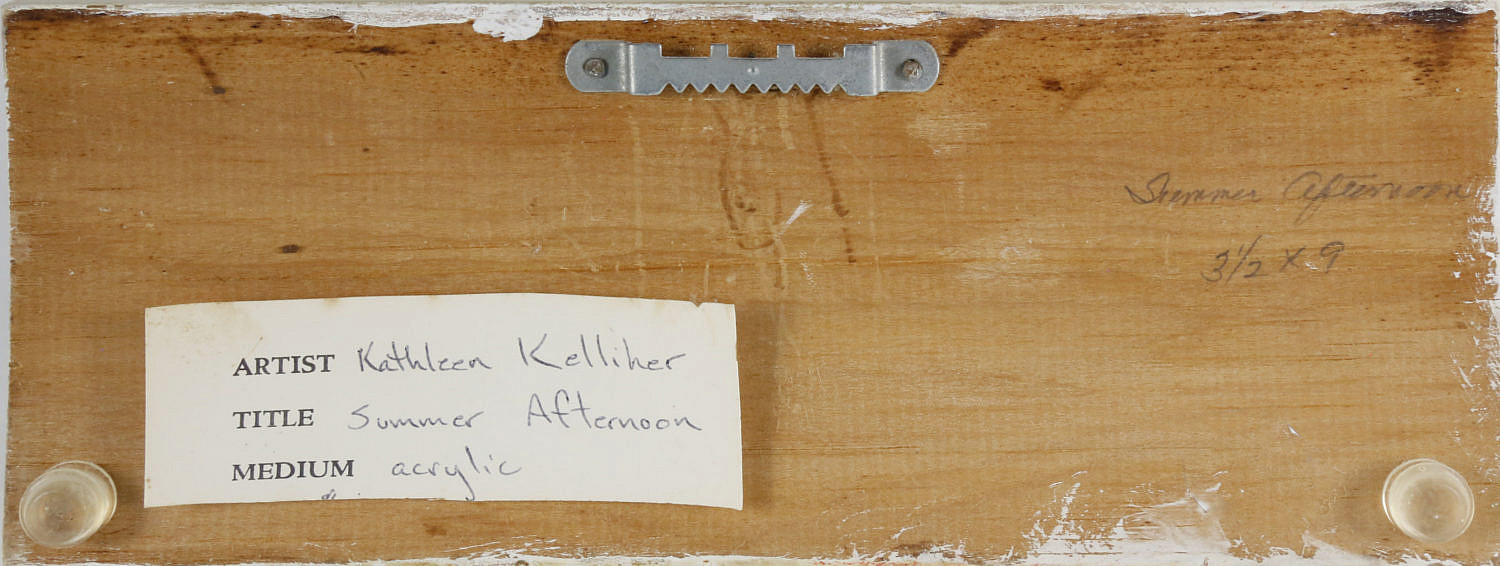 Summer Afternoon
3 1/2 x 9
ARTIST Kathleen Kelliher
TITLE Summer Afternoon
MEDIUM acrylic